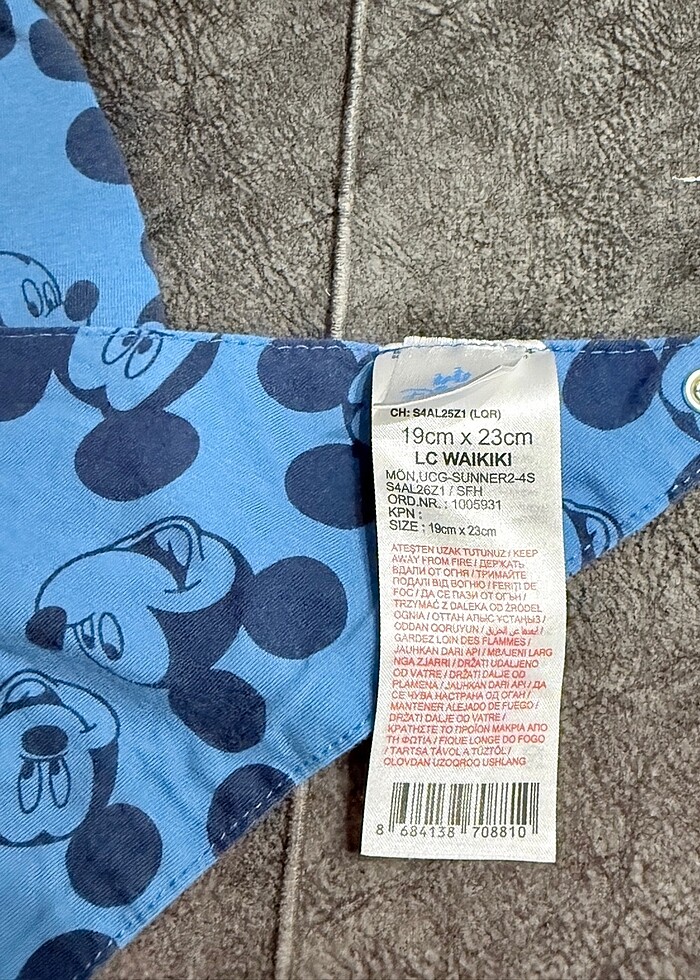 CH: S4AL25Z1 (LQR)
19cm x 23cm
LC WAIKIKI
MÖN,UCG-SUNNER2-4S
S4AL26Z1 / SFH
ORD.NR. : 1005931
KPN :
SIZE : 19cm x 23cm
ATEŞTEN UZAK TUTUNUZ / KEEP
AWAY FROM FIRE / ДЕРЖАТЬ
ВДАЛИ ОТ ОГНЯ / ТРИМАЙТЕ
ПОДАЛІ ВІД ВОГНЮ / FERIȚI DE
FOC / ДА СЕ ПАЗИ ОТ ОГЪН /
TRZYMAĆ Z DALEKA OD ŹRÓDEŁ
OGNIA / ОТТАН АЛЫС ҰСТАҢЫЗ /
ODDAN QORUYUN / ابعدها عن الحريق /
GARDEZ LOIN DES FLAMMES /
JAUHKAN DARI API / MBAJENI LARG
NGA ZJARRI / DRŽATI UDALJENO
OD VATRE / DRŽATI DALJE OD
PLAMENA / JAUHKAN DARI API / ДА
СЕ ЧУВА НАСТРАНА ОД ОГАН /
MANTENER ALEJADO DE FUEGO /
DRŽATI DALJE OD VATRE /
ΚΡΑΤΗΣΤΕ ΤΟ ΠΡΟΪΟΝ ΜΑΚΡΙΑ ΑΠΟ
ΤΗ ΦΩΤΙΑ / FIQUE LONGE DO FOGO
/ TARTSA TÁVOL A TŰZTŐL /
OLOVDAN UZOQROQ USHLANG
8 684138 708810